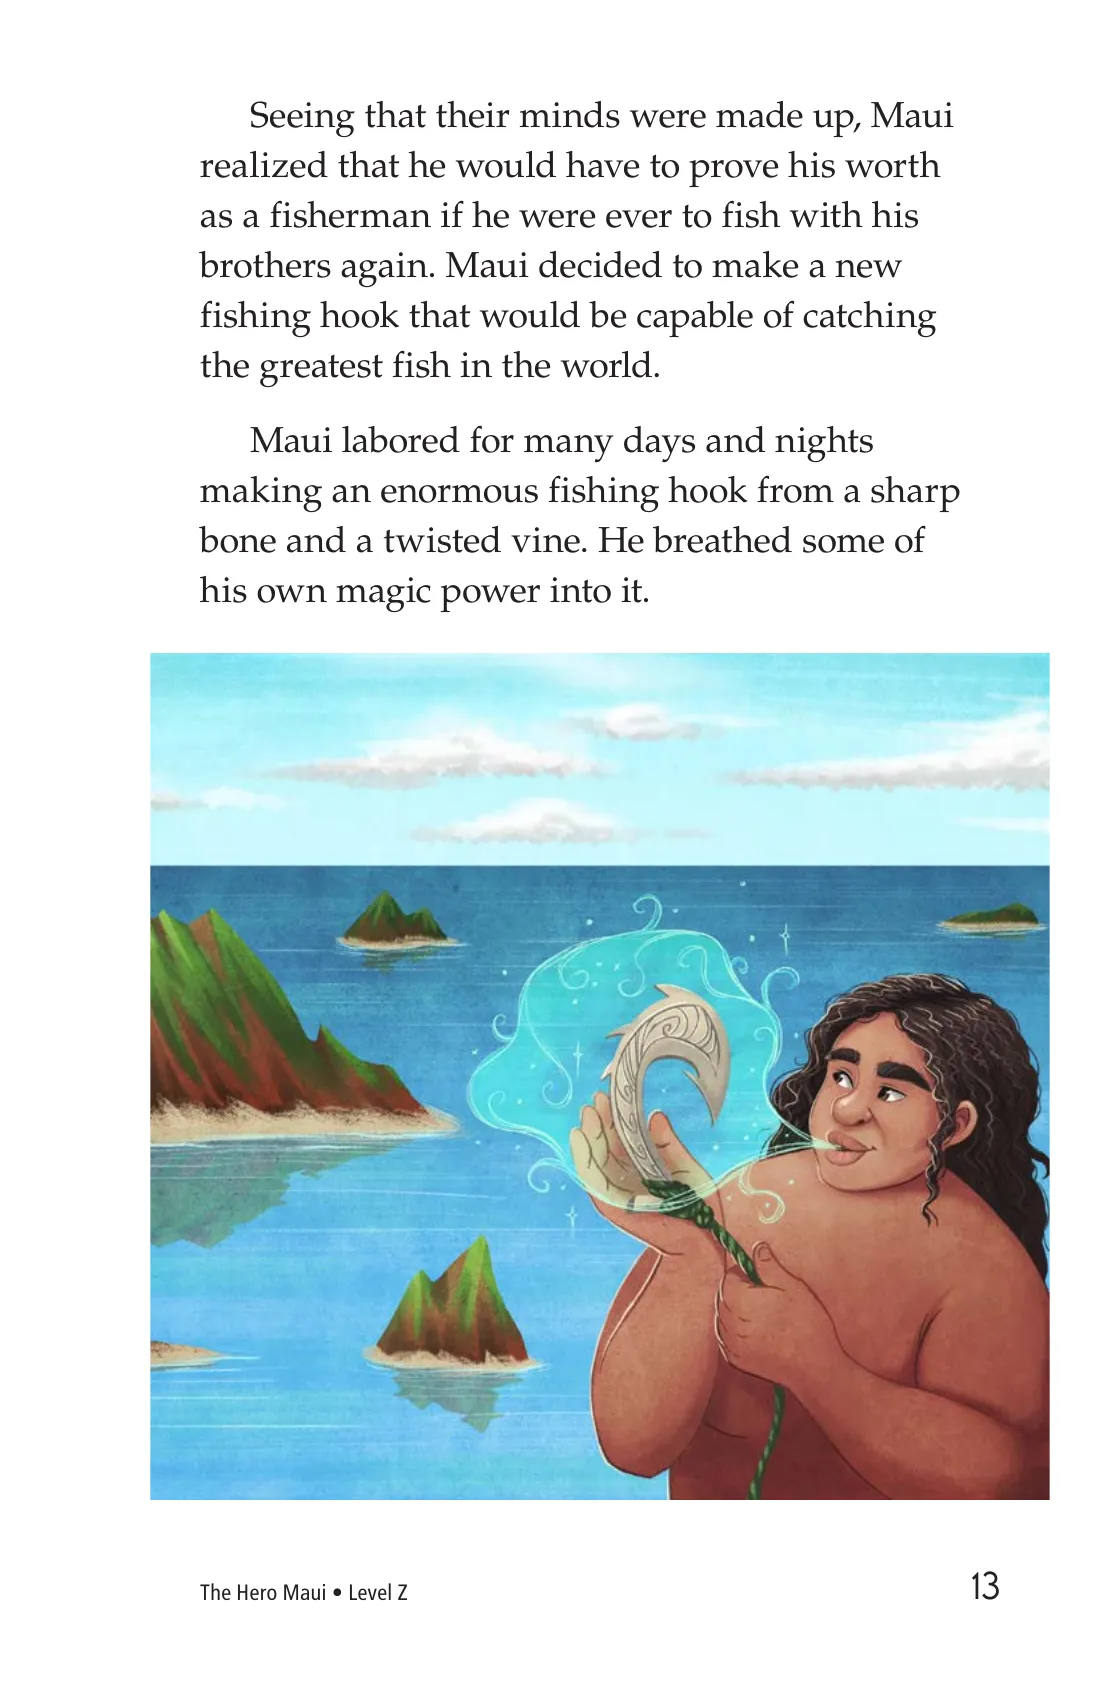 Seeing that their minds were made up, Maui
realized that he would have to prove his worth
as a fisherman if he were ever to fish with his
brothers again. Maui decided to make a new
fishing hook that would be capable of catching
the greatest fish in the world.
Maui labored for many days and nights
making an enormous fishing hook from a sharp
bone and a twisted vine. He breathed some of
his own magic power into it.
The Hero Maui • Level Z
13